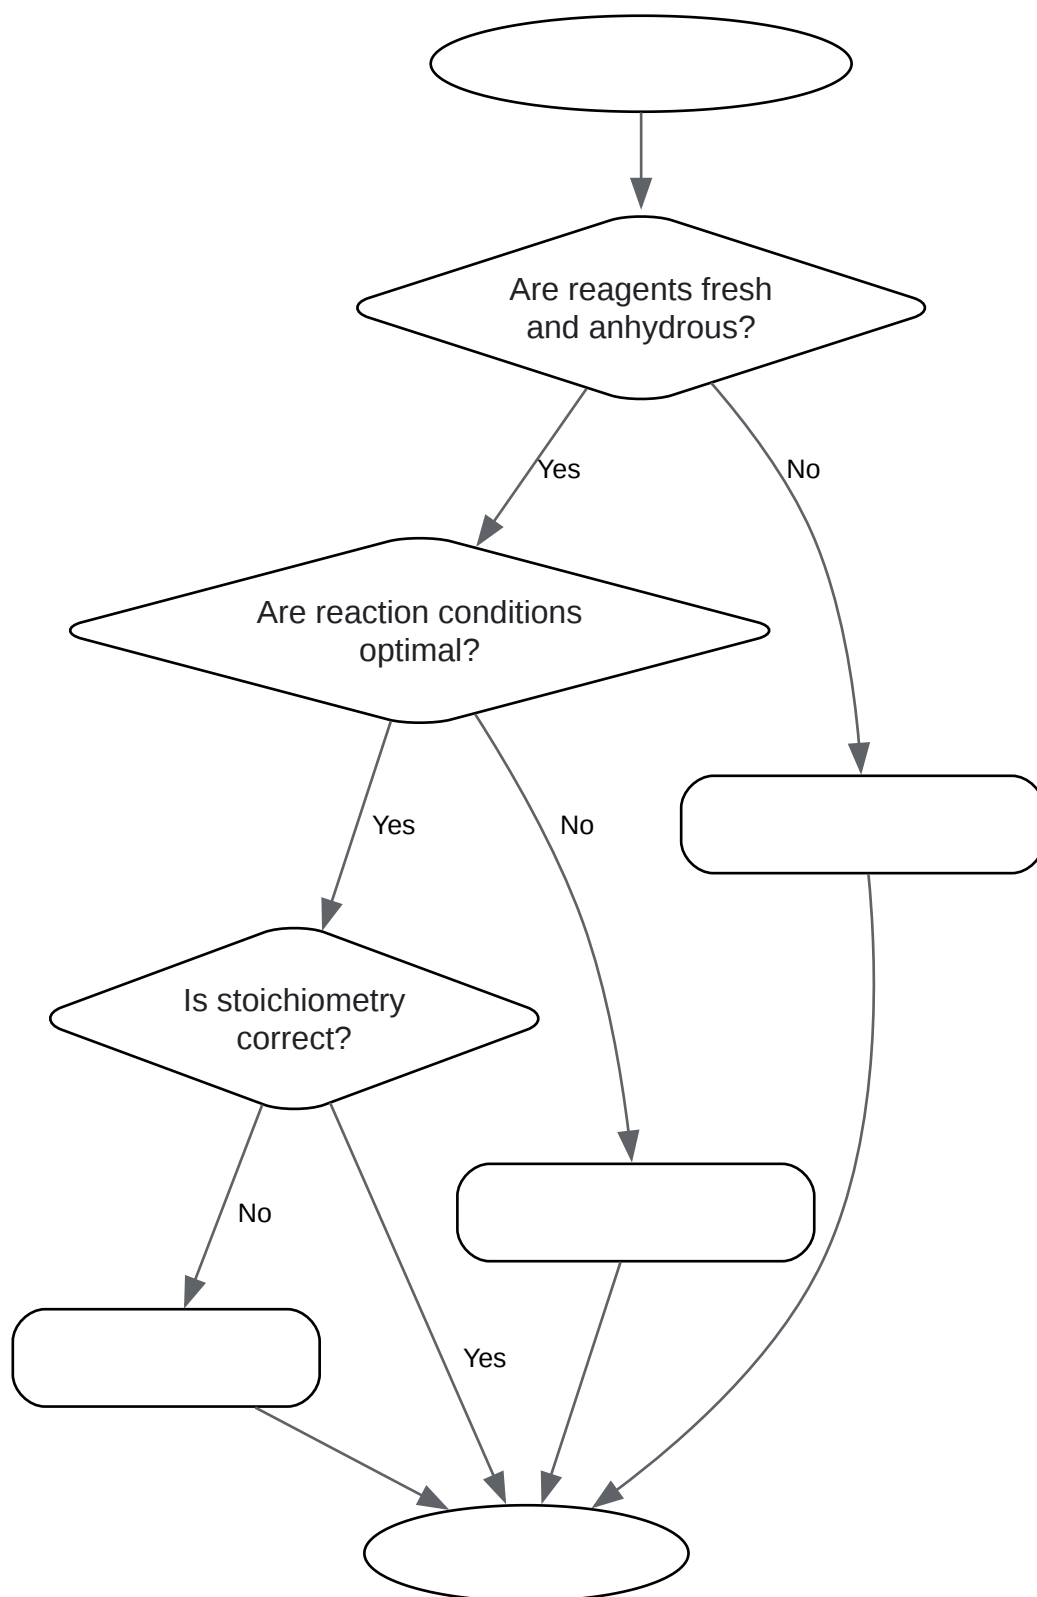 Are reagents fresh
and anhydrous?
Yes
No
Are reaction conditions
optimal?
Yes
No
Is stoichiometry
correct?
No
Yes